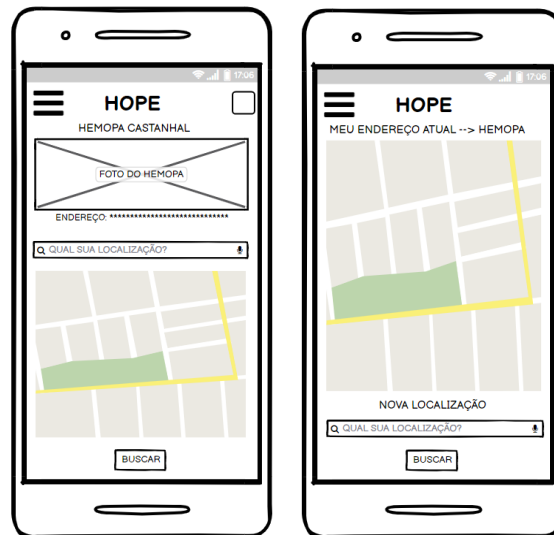 17:06
HOPE
HEMOPA CASTANHAL
FOTO DO HEMOPA
ENDEREÇO: *****************************
QUAL SUA LOCALIZAÇÃO?
BUSCAR
17:06
HOPE
MEU ENDEREÇO ATUAL --> HEMOPA
NOVA LOCALIZAÇÃO
QUAL SUA LOCALIZAÇÃO?
BUSCAR